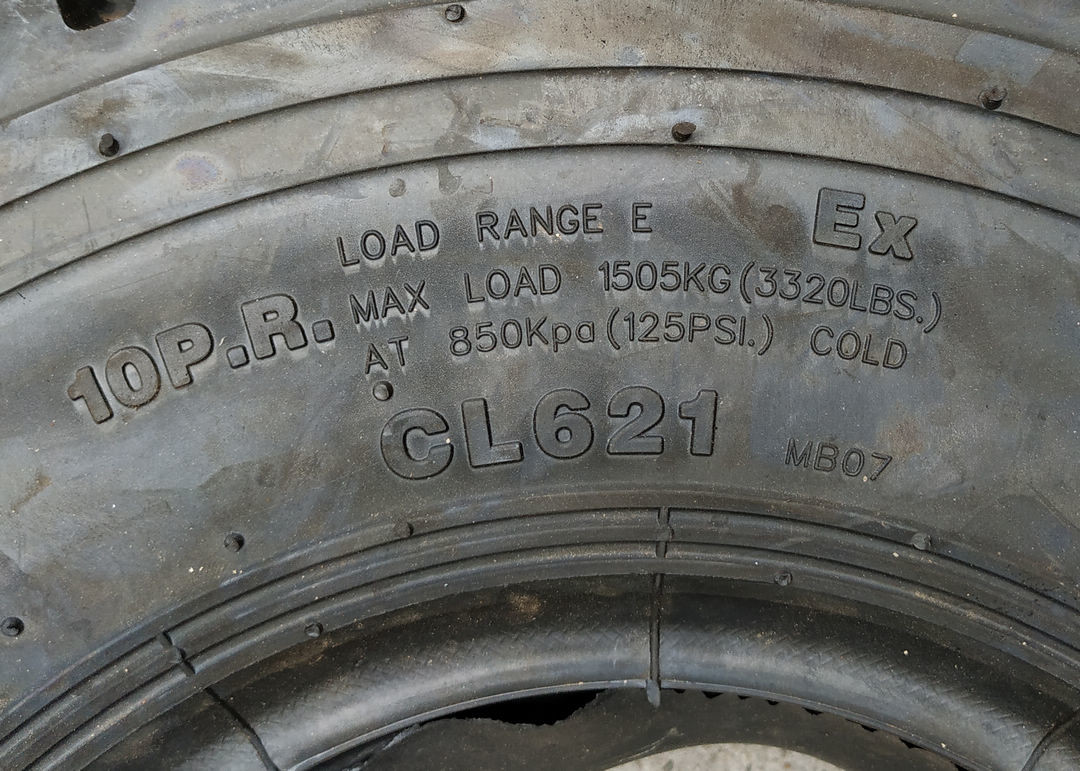 LOAD RANGE E
Ex
MAX LOAD 1505KG(3320LBS.)
10P.R.
AT 850Kpa(125PSI.) COLD
CL621
MB07